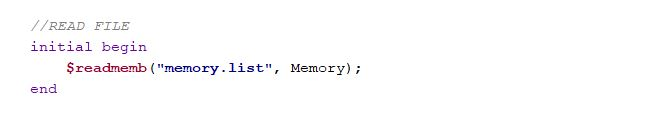 //READ FILE
initial begin
    $readmemb("memory.list", Memory);
end